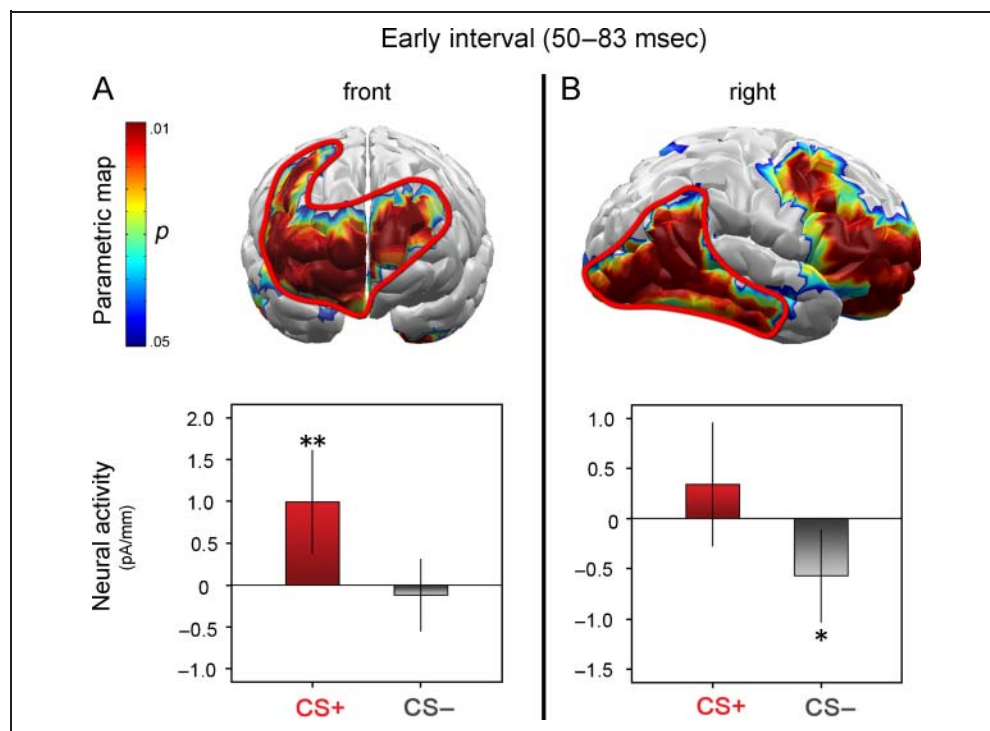 Early interval (50–83 msec)
A
front
B
right
Parametric map
.01
p
.05
Neural activity
(pA/mm)
2.0
1.5
1.0
0.5
0
−0.5
−1.0
**
CS+
CS−
1.0
0.5
0
−0.5
−1.0
−1.5
*
CS+
CS−